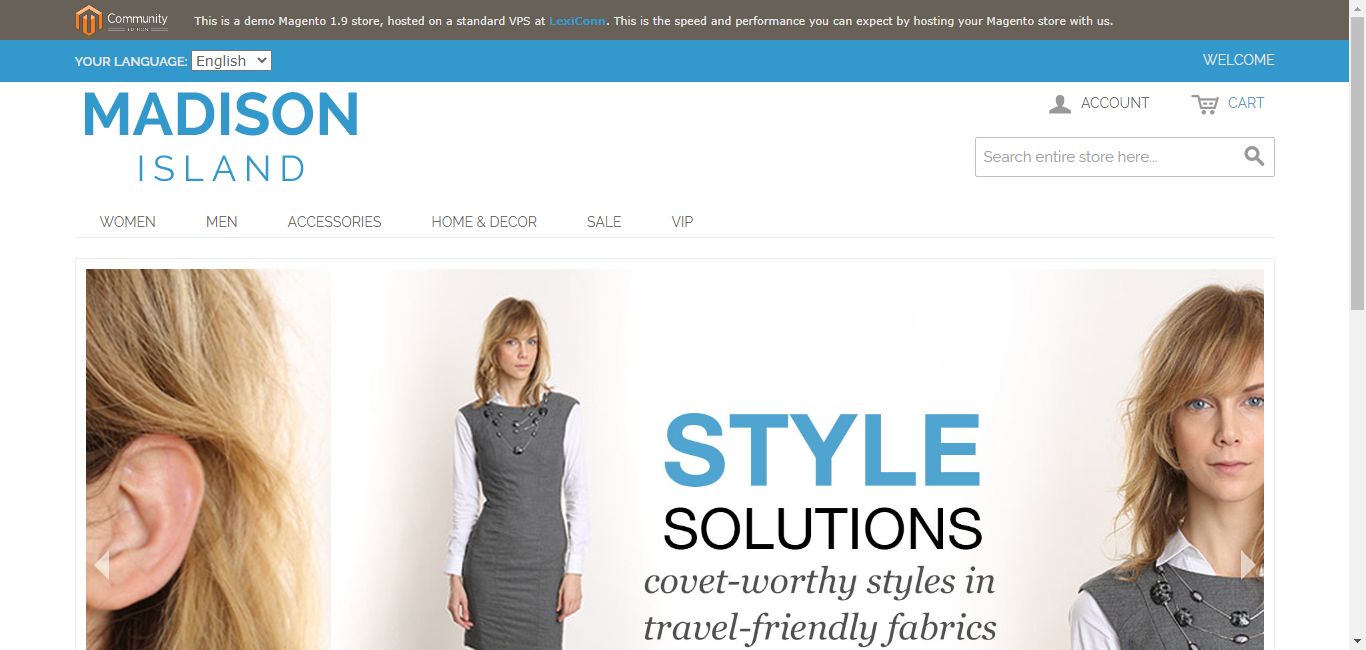 Community
This is a demo Magento 1.9 store, hosted on a standard VPS at LexiConn. This is the speed and performance you can expect by hosting your Magento store with us.
YOUR LANGUAGE: English
WELCOME
MADISON
ISLAND
ACCOUNT
CART
Search entire store here...
WOMEN
MEN
ACCESSORIES
HOME & DECOR
SALE
VIP
STYLE
SOLUTIONS
covet-worthy styles in
travel-friendly fabrics